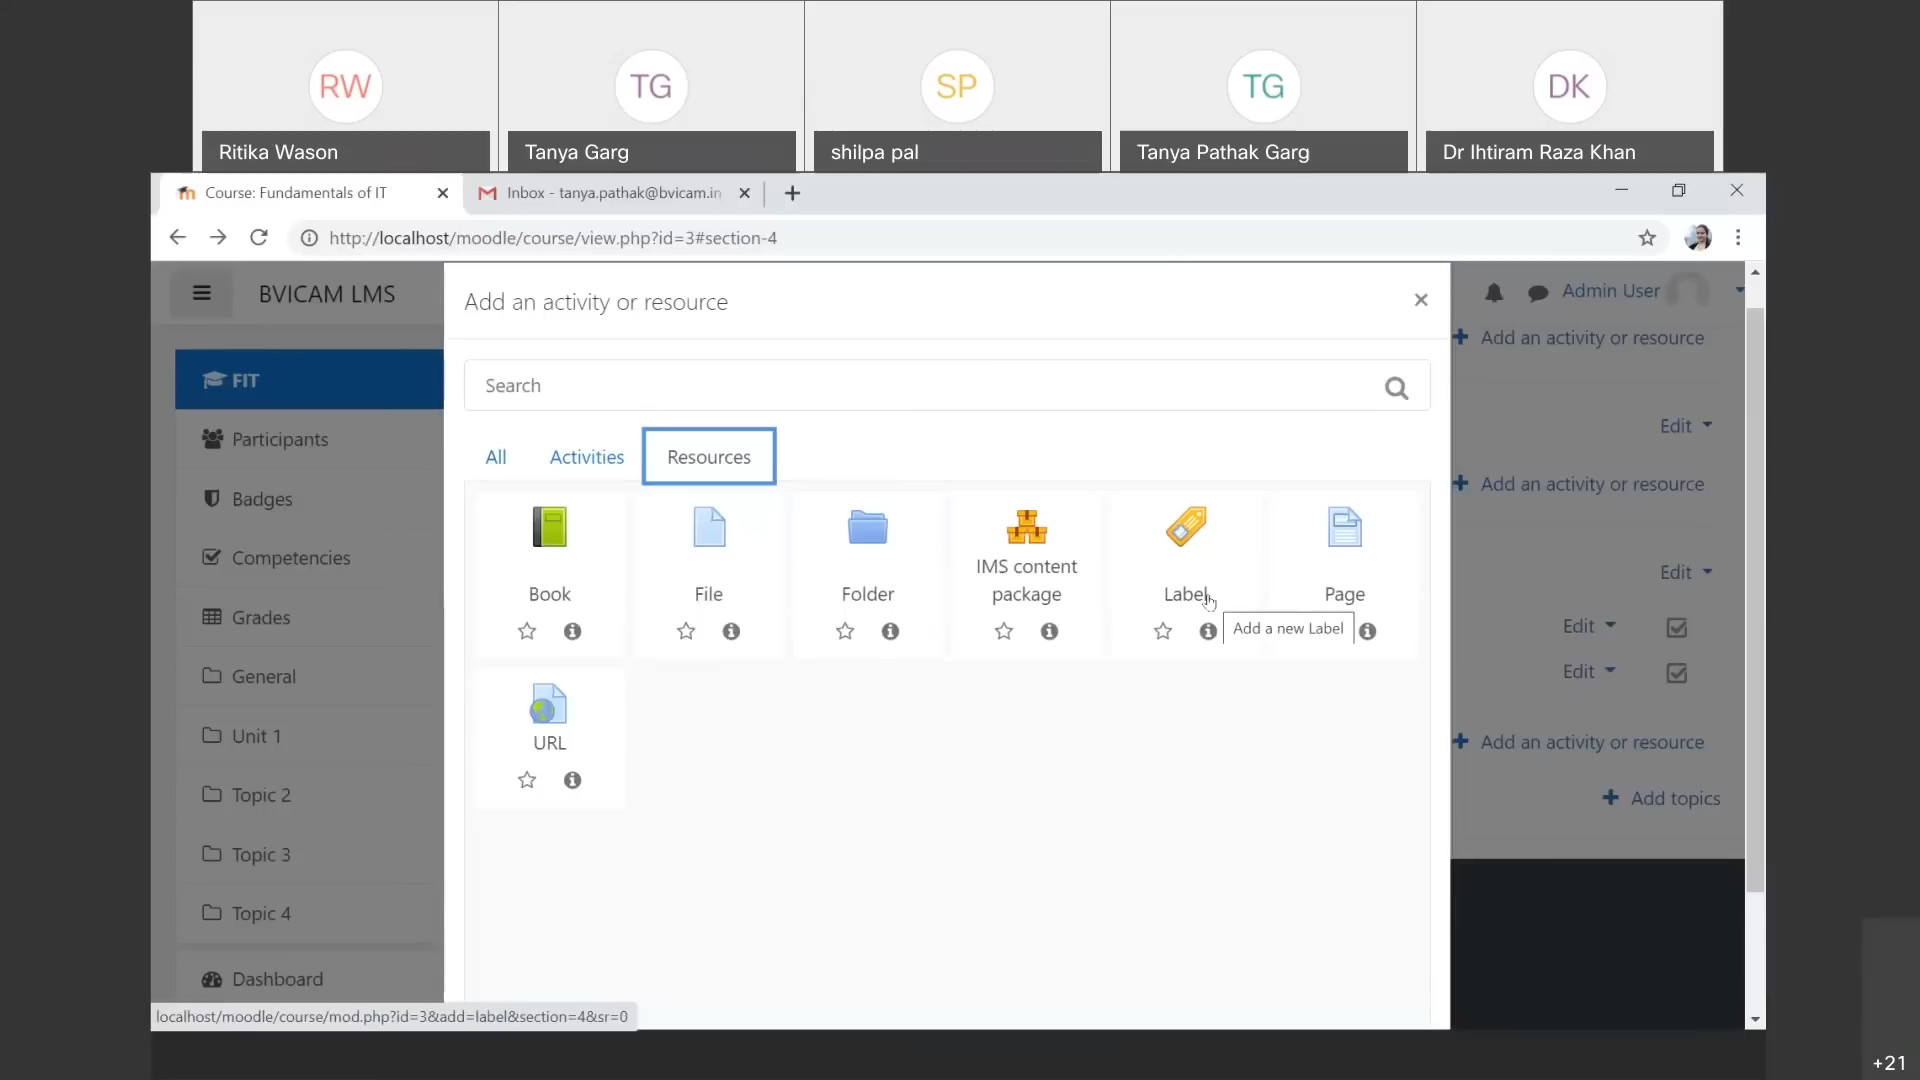 RW
TG
SP
TG
DK
Ritika Wason
Tanya Garg
shilpa pal
Tanya Pathak Garg
Dr Ihtiram Raza Khan
Course: Fundamentals of IT
Inbox - tanya.pathak@bvicam.in
http://localhost/moodle/course/view.php?id=3#section-4
BVICAM LMS
Add an activity or resource
Admin User
Add an activity or resource
FIT
Search
Participants
Edit
All
Activities
Resources
Badges
Add an activity or resource
Competencies
IMS content
package
Book
File
Folder
Label
Page
Edit
Grades
Add a new Label
Edit
General
Edit
Unit 1
URL
Add an activity or resource
Topic 2
Add topics
Topic 3
Topic 4
Dashboard
localhost/moodle/course/mod.php?id=3&add=label&section=4&sr=0
+21